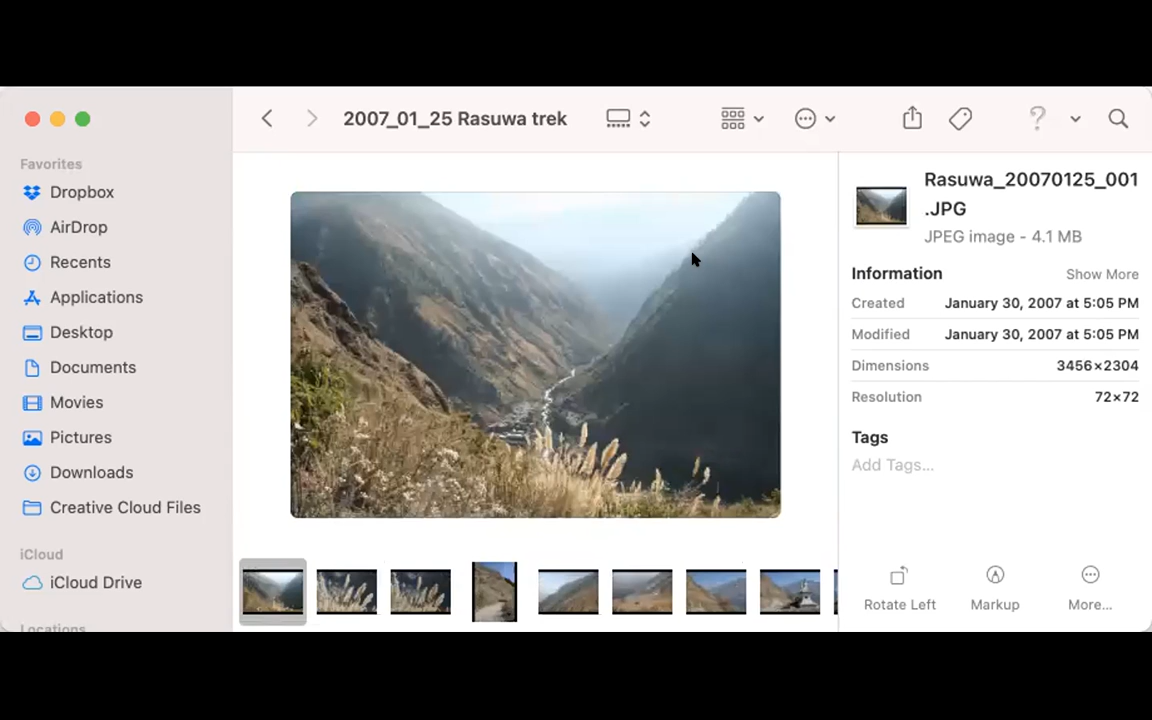 2007_01_25 Rasuwa trek
Favorites
Dropbox
AirDrop
Recents
Applications
Desktop
Documents
Movies
Pictures
Downloads
Creative Cloud Files
iCloud
iCloud Drive
Locations
Rasuwa_20070125_001
.JPG
JPEG image - 4.1 MB
Information Show More
Created January 30, 2007 at 5:05 PM
Modified January 30, 2007 at 5:05 PM
Dimensions 3456×2304
Resolution 72×72
Tags
Add Tags...
Rotate Left Markup More...